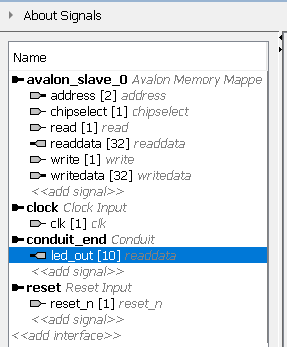 About Signals
Name
avalon_slave_0 Avalon Memory Mappe
address [2] address
chipselect [1] chipselect
read [1] read
readdata [32] readdata
write [1] write
writedata [32] writedata
<<add signal>>
clock Clock Input
clk [1] clk
conduit_end Conduit
led_out [10] readdata
<<add signal>>
reset Reset Input
reset_n [1] reset_n
<<add interface>>